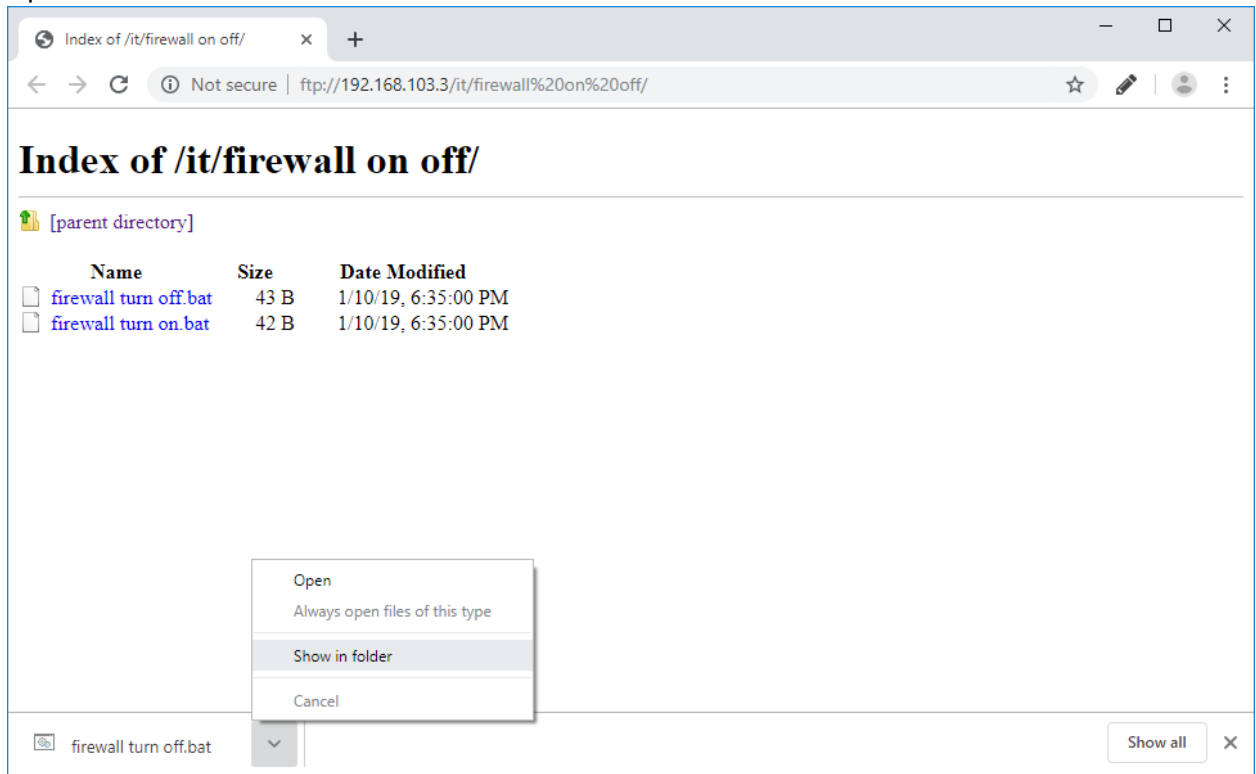 Index of /it/firewall on off/
Not secure | ftp://192.168.103.3/it/firewall%20on%20off/
Index of /it/firewall on off/
[parent directory]
Name Size Date Modified
firewall turn off.bat 43 B 1/10/19, 6:35:00 PM
firewall turn on.bat 42 B 1/10/19, 6:35:00 PM
Open
Always open files of this type
Show in folder
Cancel
firewall turn off.bat Show all